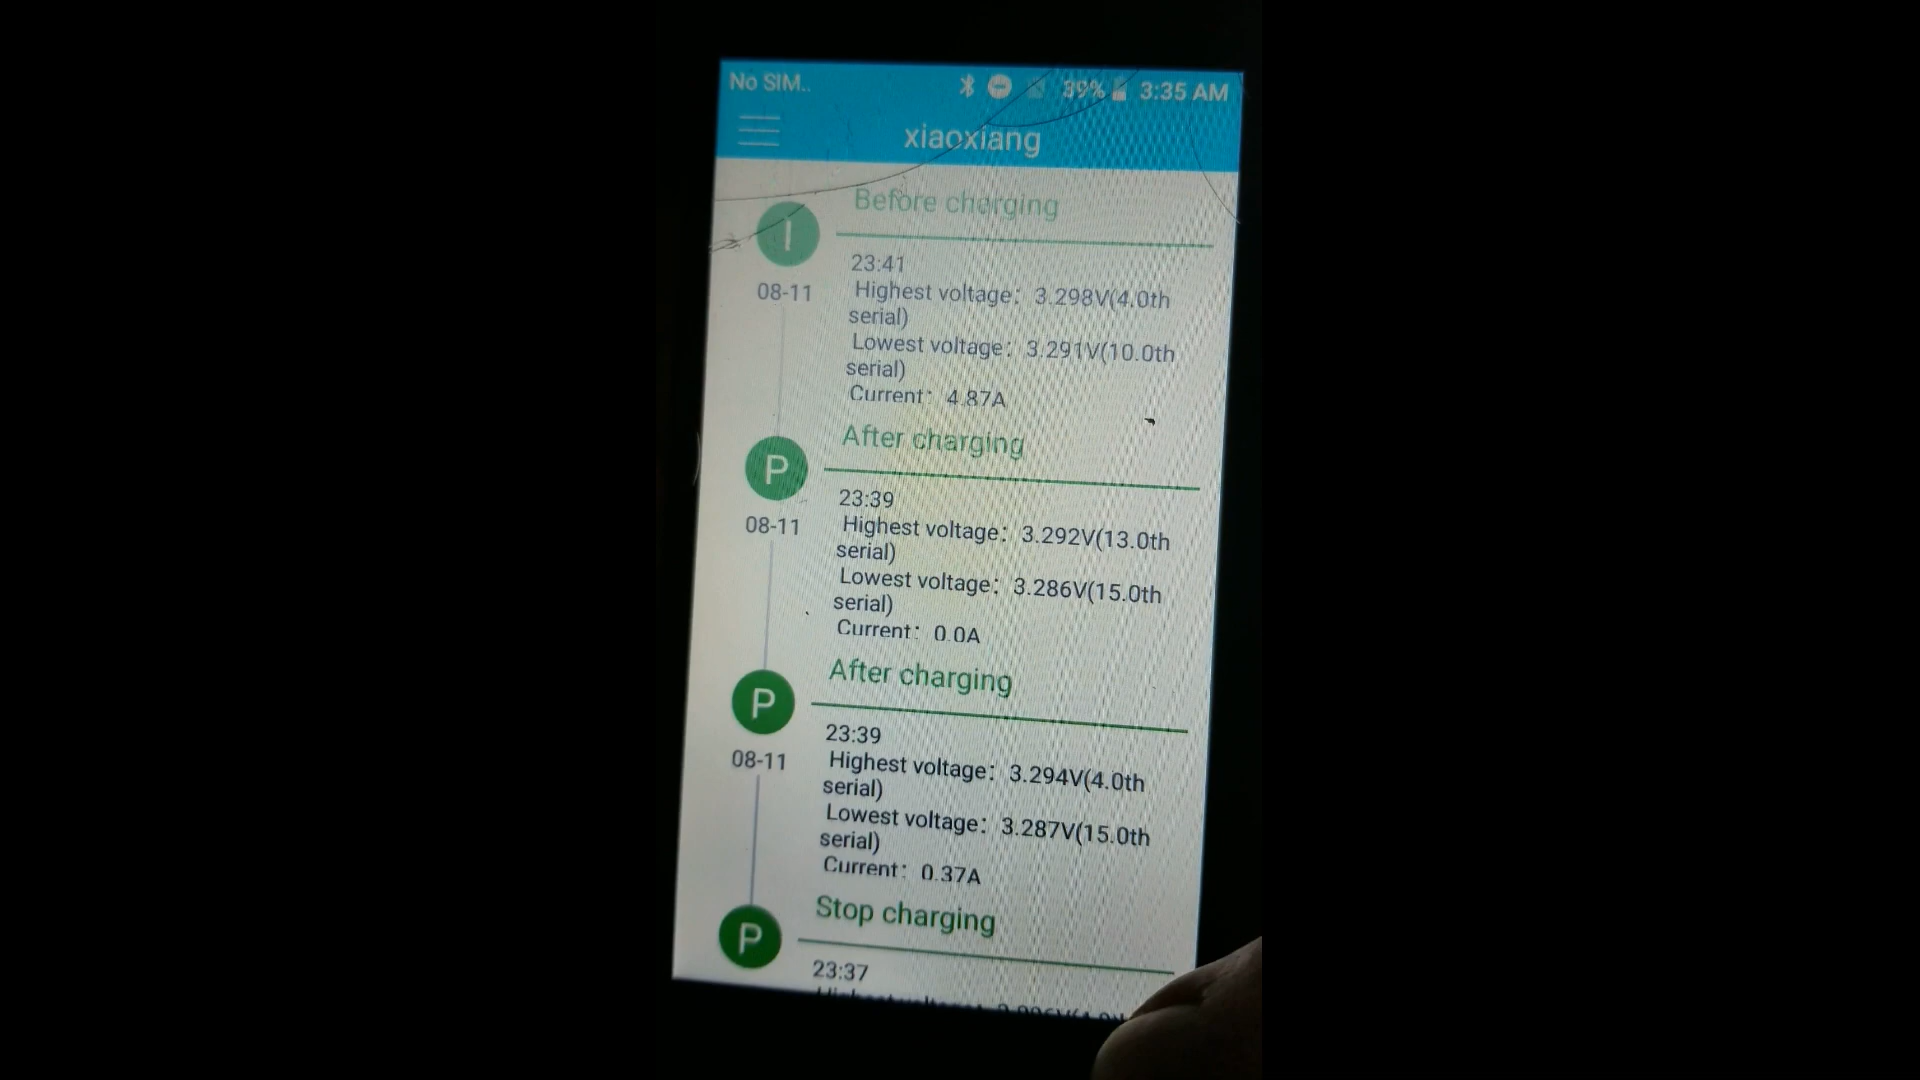 No SIM..
39% 3:35 AM
xiaoxiang
Before charging
I
23:41
08-11
Highest voltage: 3.298V(4.0th
serial)
Lowest voltage: 3.291V(10.0th
serial)
Current: 4.87A
After charging
P
23:39
08-11
Highest voltage: 3.292V(13.0th
serial)
Lowest voltage: 3.286V(15.0th
serial)
Current: 0.0A
After charging
P
23:39
08-11
Highest voltage: 3.294V(4.0th
serial)
Lowest voltage: 3.287V(15.0th
serial)
Current: 0.37A
Stop charging
P
23:37